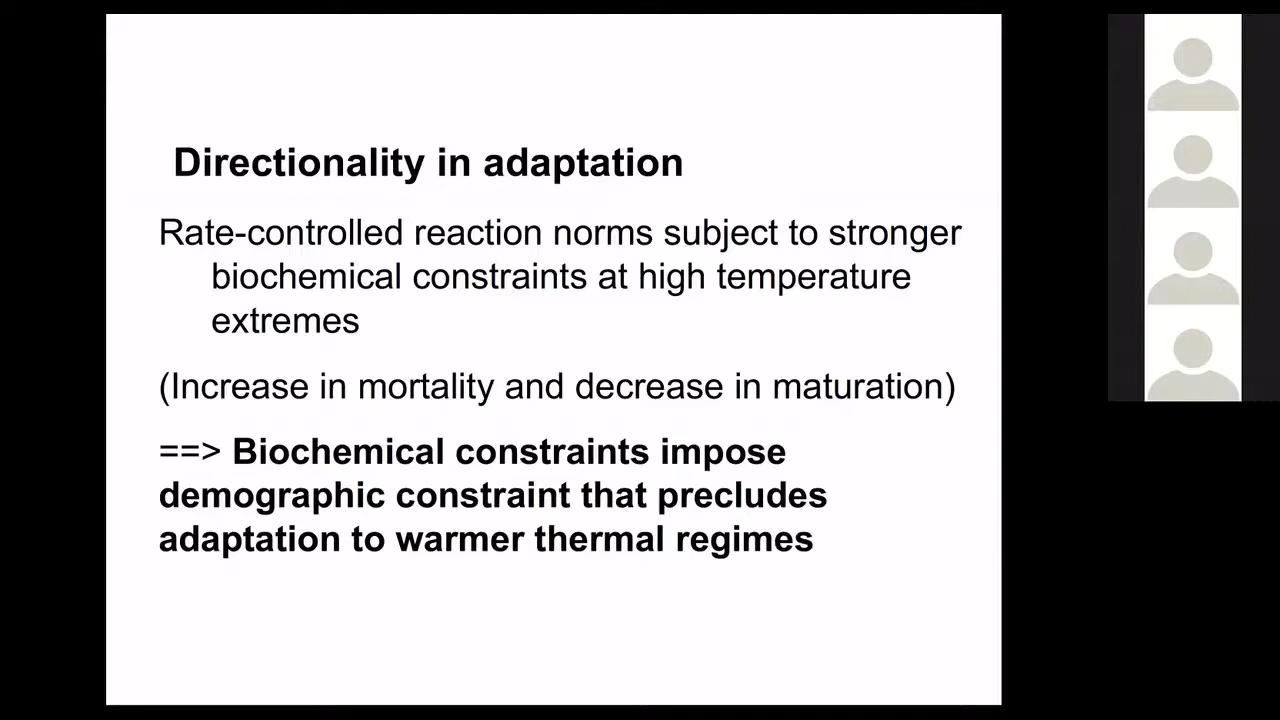 Directionality in adaptation
Rate-controlled reaction norms subject to stronger
biochemical constraints at high temperature
extremes
(Increase in mortality and decrease in maturation)
==> Biochemical constraints impose
demographic constraint that precludes
adaptation to warmer thermal regimes